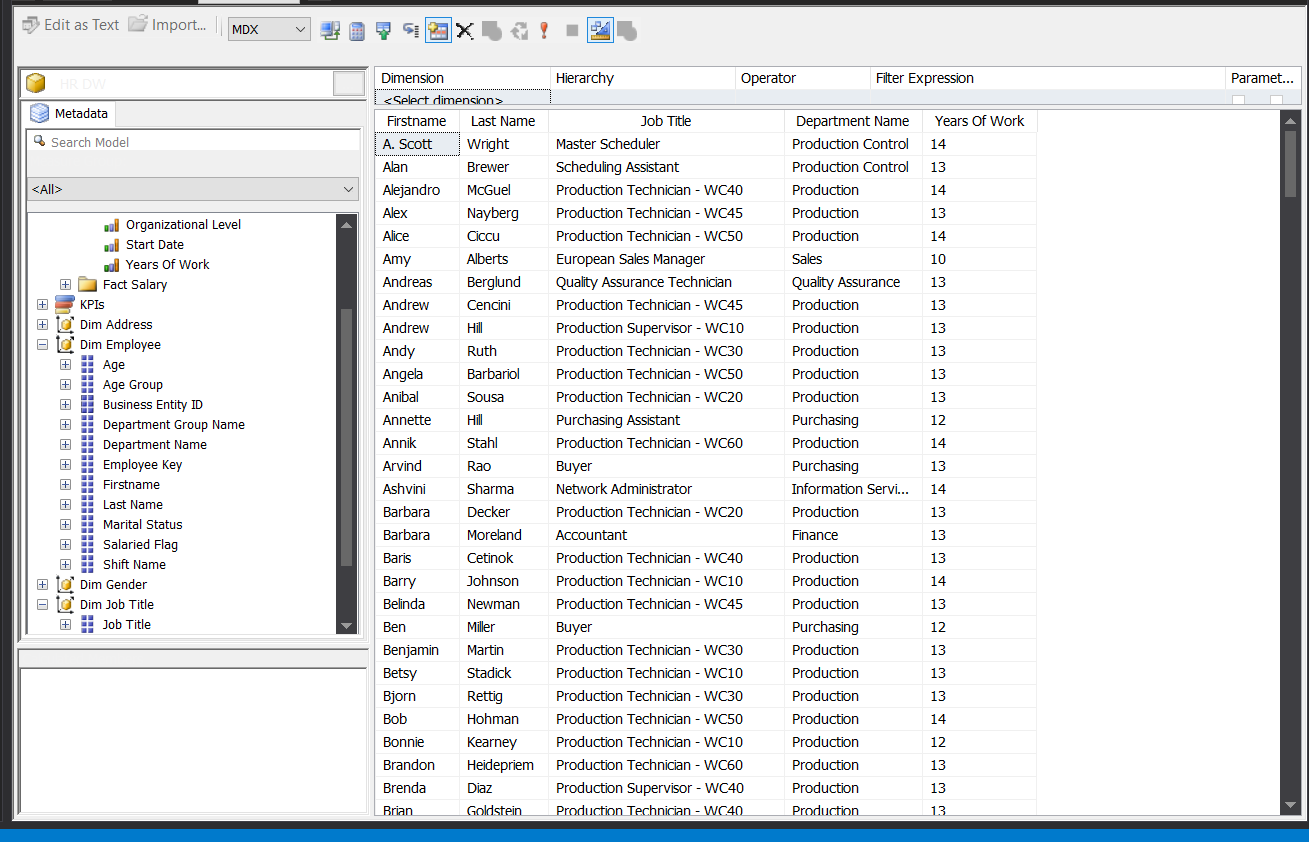 Edit as Text Import... MDX
HR DW
Metadata
Search Model
<All>
Organizational Level
Start Date
Years Of Work
Fact Salary
KPIs
Dim Address
Dim Employee
Age
Age Group
Business Entity ID
Department Group Name
Department Name
Employee Key
Firstname
Last Name
Marital Status
Salaried Flag
Shift Name
Dim Gender
Dim Job Title
Job Title
Dimension Hierarchy Operator Filter Expression Paramet...
<Select dimension>
Firstname Last Name Job Title Department Name Years Of Work
A. Scott Wright Master Scheduler Production Control 14
Alan Brewer Scheduling Assistant Production Control 13
Alejandro McGuel Production Technician - WC40 Production 14
Alex Nayberg Production Technician - WC45 Production 13
Alice Ciccu Production Technician - WC50 Production 14
Amy Alberts European Sales Manager Sales 10
Andreas Berglund Quality Assurance Technician Quality Assurance 13
Andrew Cencini Production Technician - WC45 Production 13
Andrew Hill Production Supervisor - WC10 Production 13
Andy Ruth Production Technician - WC30 Production 13
Angela Barbariol Production Technician - WC50 Production 13
Anibal Sousa Production Technician - WC20 Production 13
Annette Hill Purchasing Assistant Purchasing 12
Annik Stahl Production Technician - WC60 Production 14
Arvind Rao Buyer Purchasing 13
Ashvini Sharma Network Administrator Information Servi... 14
Barbara Decker Production Technician - WC20 Production 13
Barbara Moreland Accountant Finance 13
Baris Cetinok Production Technician - WC40 Production 13
Barry Johnson Production Technician - WC10 Production 14
Belinda Newman Production Technician - WC45 Production 13
Ben Miller Buyer Purchasing 12
Benjamin Martin Production Technician - WC30 Production 13
Betsy Stadick Production Technician - WC10 Production 13
Bjorn Rettig Production Technician - WC30 Production 13
Bob Hohman Production Technician - WC50 Production 14
Bonnie Kearney Production Technician - WC10 Production 12
Brandon Heidepriem Production Technician - WC60 Production 13
Brenda Diaz Production Supervisor - WC40 Production 13
Brian Goldstein Production Technician - WC40 Production 13